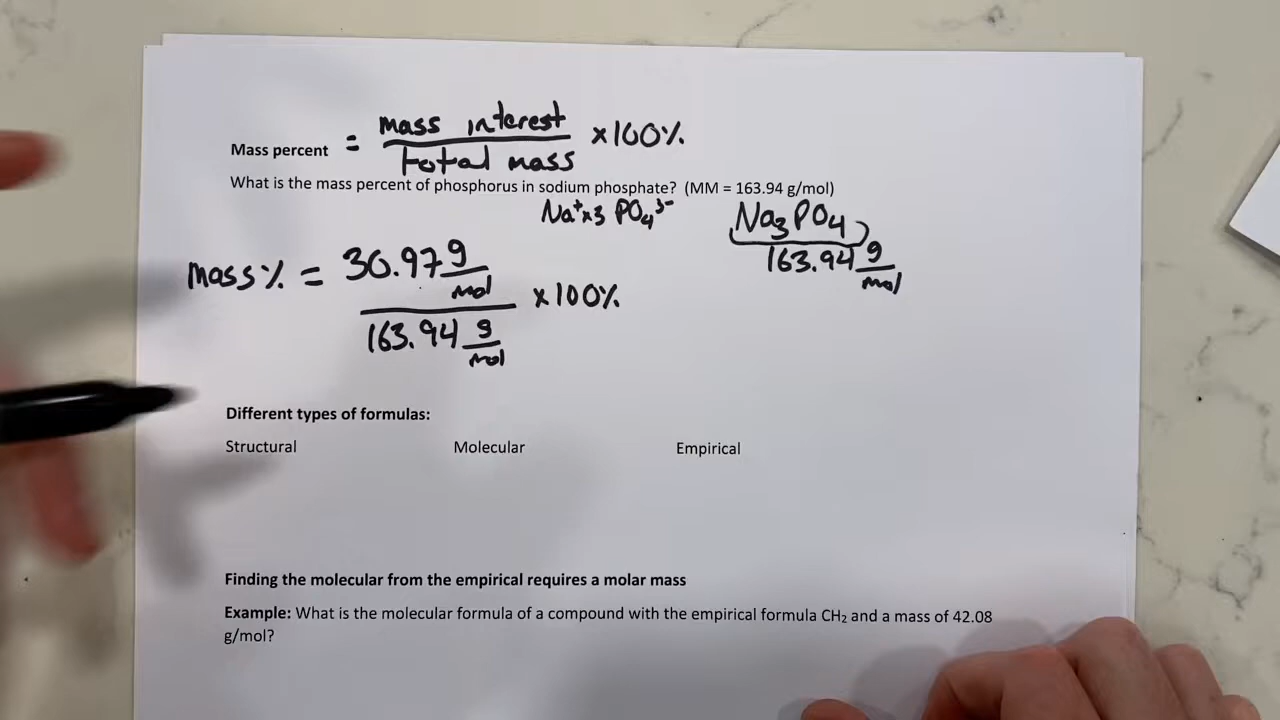 Mass percent = mass interest / total mass ×100%
What is the mass percent of phosphorus in sodium phosphate? (MM = 163.94 g/mol)
Na⁺×3 PO₄³⁻ Na₃PO₄
163.94 g/mol
mass% = 30.97 g/mol / 163.94 g/mol ×100%
Different types of formulas:
Structural Molecular Empirical
Finding the molecular from the empirical requires a molar mass
Example: What is the molecular formula of a compound with the empirical formula CH₂ and a mass of 42.08
g/mol?